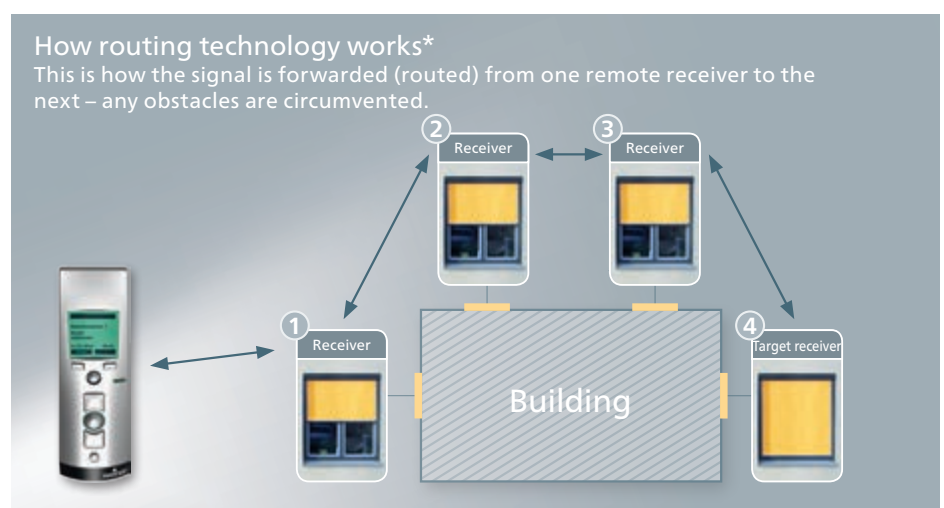 How routing technology works*
This is how the signal is forwarded (routed) from one remote receiver to the
next – any obstacles are circumvented.
2
Receiver
3
Receiver
1
Receiver
4
Target receiver
Building